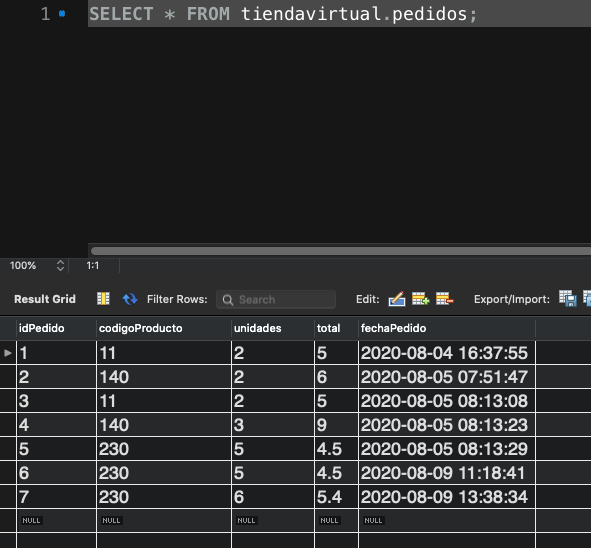 1 SELECT * FROM tiendavirtual.pedidos;
100% 1:1
Result Grid Filter Rows: Search Edit: Export/Import:
idPedido codigoProducto unidades total fechaPedido
1 11 2 5 2020-08-04 16:37:55
2 140 2 6 2020-08-05 07:51:47
3 11 2 5 2020-08-05 08:13:08
4 140 3 9 2020-08-05 08:13:23
5 230 5 4.5 2020-08-05 08:13:29
6 230 5 4.5 2020-08-09 11:18:41
7 230 6 5.4 2020-08-09 13:38:34
NULL NULL NULL NULL NULL